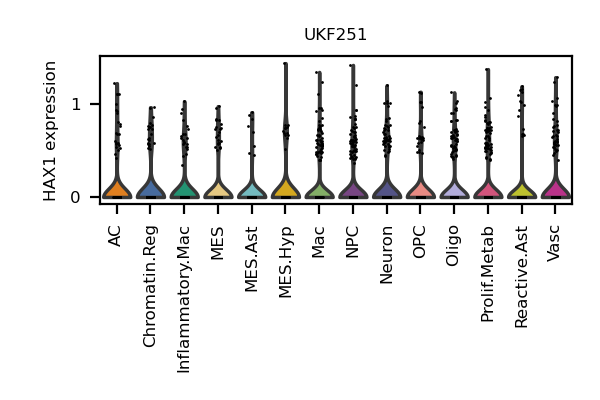 UKF251
HAX1 expression
1
0
AC
Chromatin.Reg
Inflammatory.Mac
MES
MES.Ast
MES.Hyp
Mac
NPC
Neuron
OPC
Oligo
Prolif.Metab
Reactive.Ast
Vasc